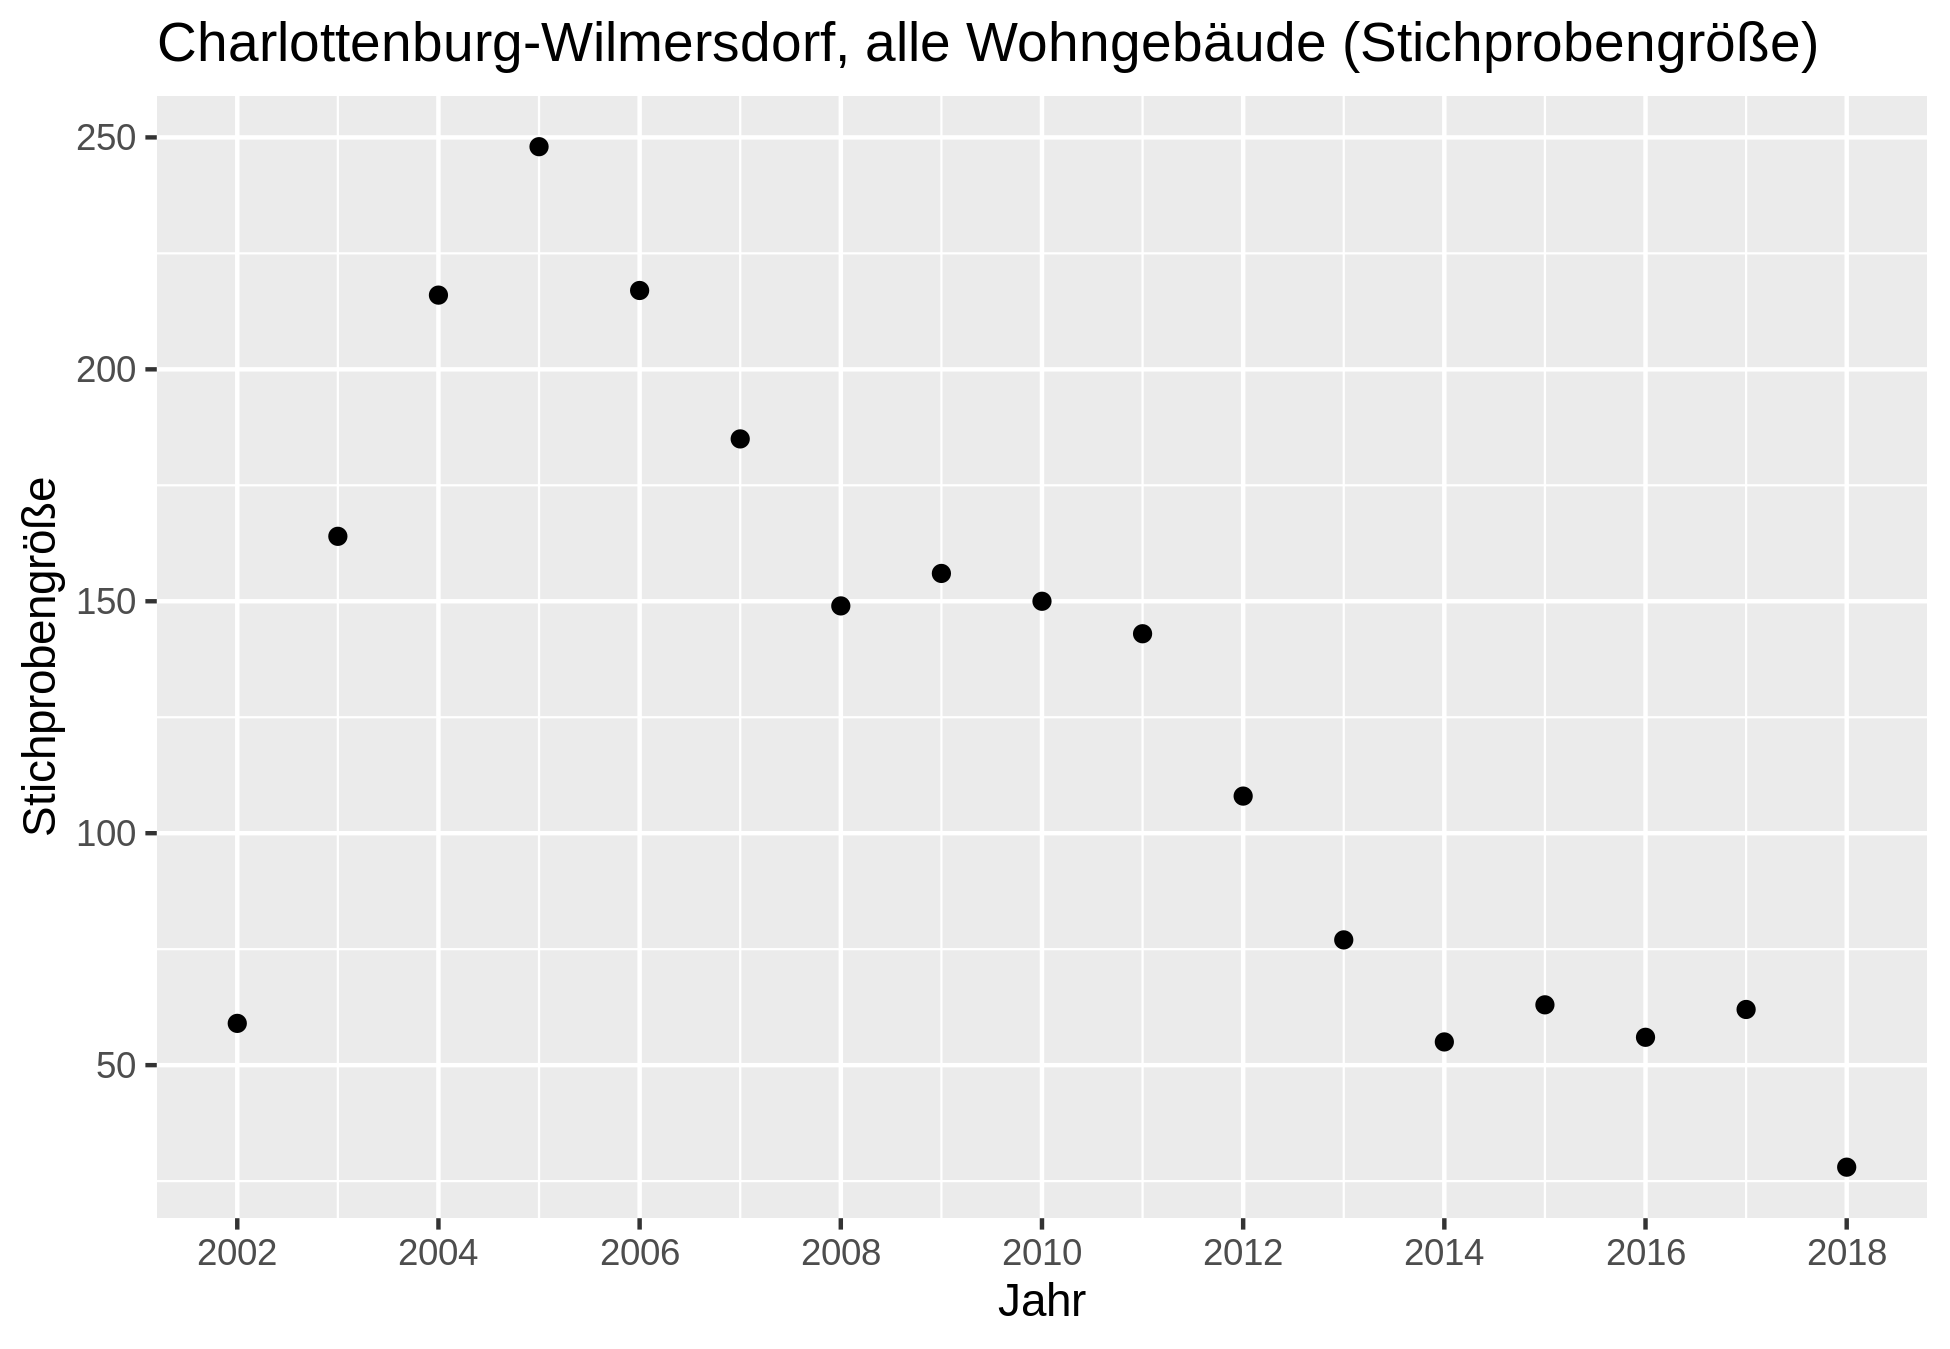 Charlottenburg-Wilmersdorf, alle Wohngebäude (Stichprobengröße)
Stichprobengröße
250
200
150
100
50
2002 2004 2006 2008 2010 2012 2014 2016 2018
Jahr